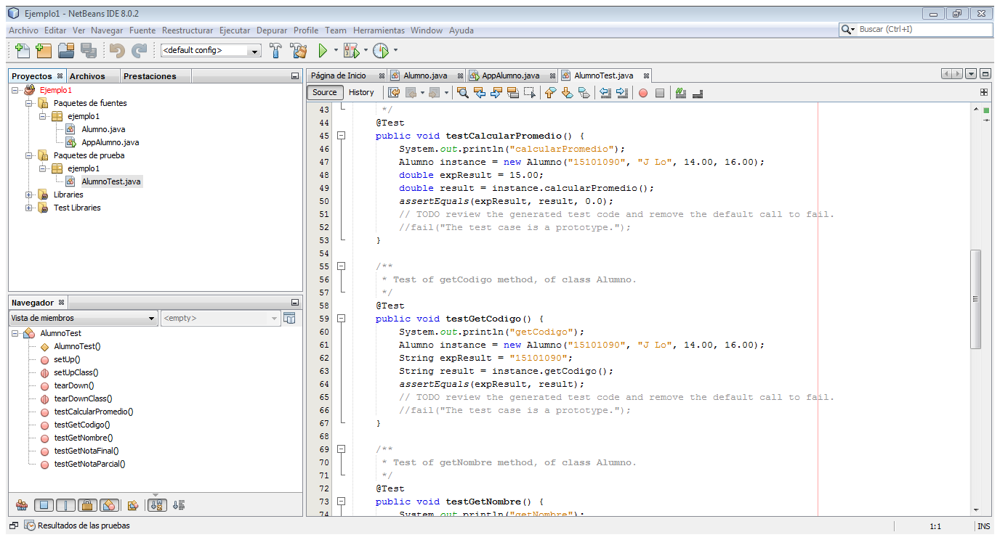 Ejemplo1 - NetBeans IDE 8.0.2
Archivo Editar Ver Navegar Fuente Reestructurar Ejecutar Depurar Profile Team Herramientas Window Ayuda
Buscar (Ctrl+I)
<default config>
Proyectos Archivos Prestaciones
Ejemplo1
Paquetes de fuentes
ejemplo1
Alumno.java
AppAlumno.java
Paquetes de prueba
ejemplo1
AlumnoTest.java
Libraries
Test Libraries
Navegador
Vista de miembros <empty>
AlumnoTest
AlumnoTest()
setUp()
setUpClass()
tearDown()
tearDownClass()
testCalcularPromedio()
testGetCodigo()
testGetNombre()
testGetNotaFinal()
testGetNotaParcial()
Página de Inicio Alumno.java AppAlumno.java AlumnoTest.java
Source History
43 */
44 @Test
45 public void testCalcularPromedio() {
46 System.out.println("calcularPromedio");
47 Alumno instance = new Alumno("15101090", "J Lo", 14.00, 16.00);
48 double expResult = 15.00;
49 double result = instance.calcularPromedio();
50 assertEquals(expResult, result, 0.0);
51 // TODO review the generated test code and remove the default call to fail.
52 //fail("The test case is a prototype.");
53 }
54
55 /**
56 * Test of getCodigo method, of class Alumno.
57 */
58 @Test
59 public void testGetCodigo() {
60 System.out.println("getCodigo");
61 Alumno instance = new Alumno("15101090", "J Lo", 14.00, 16.00);
62 String expResult = "15101090";
63 String result = instance.getCodigo();
64 assertEquals(expResult, result);
65 // TODO review the generated test code and remove the default call to fail.
66 //fail("The test case is a prototype.");
67 }
68
69 /**
70 * Test of getNombre method, of class Alumno.
71 */
72 @Test
73 public void testGetNombre() {
74 System.out.println("getNombre");
Resultados de las pruebas
1:1 INS